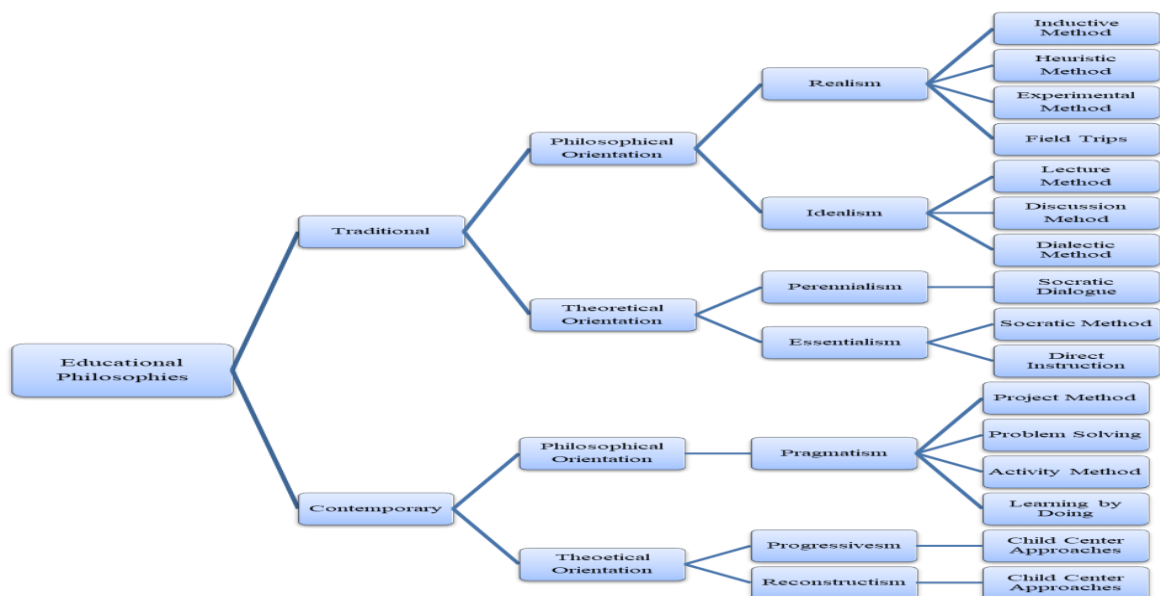 Educational
Philosophies
Traditional
Philosophical
Orientation
Realism
Inductive
Method
Heuristic
Method
Experimental
Method
Field Trips
Idealism
Lecture
Method
Discussion
Mehod
Dialectic
Method
Theoretical
Orientation
Perennialism
Socratic
Dialogue
Essentialism
Socratic Method
Direct
Instruction
Contemporary
Philosophical
Orientation
Pragmatism
Project Method
Problem Solving
Activity Method
Learning by
Doing
Theoetical
Orientation
Progressivesm
Child Center
Approaches
Reconstructism
Child Center
Approaches